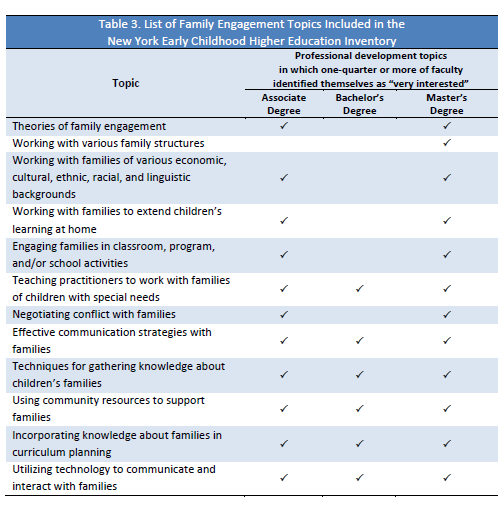 Table 3. List of Family Engagement Topics Included in the
New York Early Childhood Higher Education Inventory
Topic
Professional development topics
in which one-quarter or more of faculty
identified themselves as “very interested”
Associate Degree
Bachelor’s Degree
Master’s Degree
Theories of family engagement ✓ ✓
Working with various family structures ✓
Working with families of various economic,
cultural, ethnic, racial, and linguistic ✓ ✓
backgrounds
Working with families to extend children’s
learning at home ✓ ✓
Engaging families in classroom, program,
and/or school activities ✓ ✓
Teaching practitioners to work with families
of children with special needs ✓ ✓ ✓
Negotiating conflict with families ✓ ✓
Effective communication strategies with
families ✓ ✓ ✓
Techniques for gathering knowledge about
children’s families ✓ ✓ ✓
Using community resources to support
families ✓ ✓ ✓
Incorporating knowledge about families in
curriculum planning ✓ ✓ ✓
Utilizing technology to communicate and
interact with families ✓ ✓ ✓